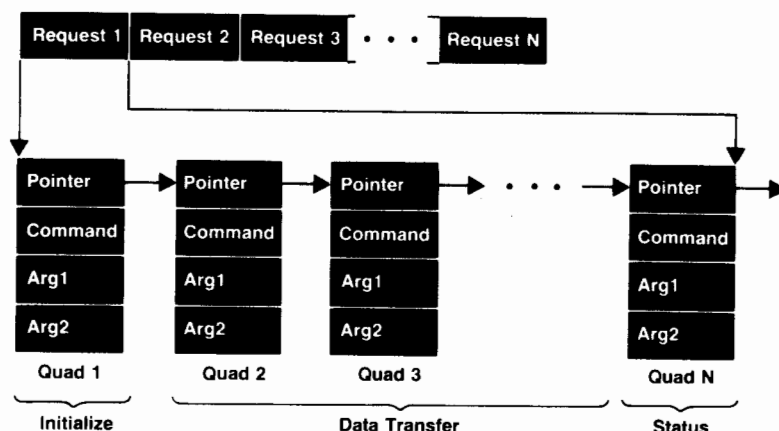 Request 1 Request 2 Request 3 • • • Request N
Pointer Pointer Pointer • • • Pointer
Command Command Command Command
Arg1 Arg1 Arg1 Arg1
Arg2 Arg2 Arg2 Arg2
Quad 1 Quad 2 Quad 3 Quad N
Initialize Data Transfer Status